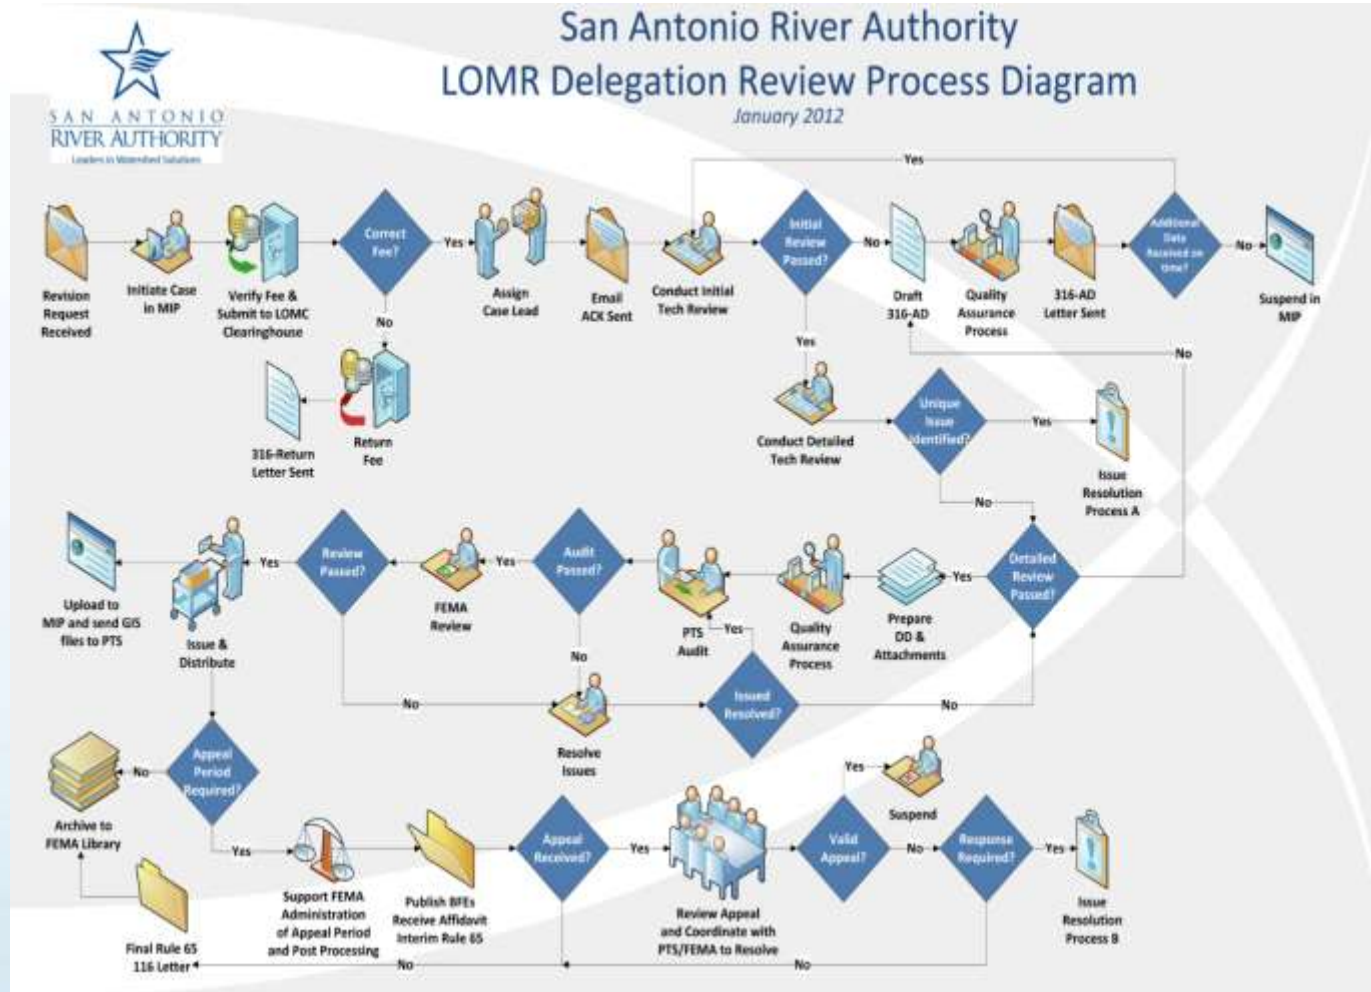 San Antonio River Authority
LOMR Delegation Review Process Diagram
January 2012
SAN ANTONIO
RIVER AUTHORITY
Leaders in Watershed Solutions
Yes
Revision
Request
Received
Initiate Case
in MIP
Verify Fee &
Submit to LOMC
Clearinghouse
Correct
Fee?
Yes
No
Assign
Case Lead
Email
ACK Sent
Conduct Initial
Tech Review
Initial
Review
Passed?
No
Yes
Draft
316-AD
Quality
Assurance
Process
316-AD
Letter Sent
Additional
Data
Received on
time?
No
Suspend in
MIP
No
316-Return
Letter Sent
Return
Fee
Conduct Detailed
Tech Review
Unique
Issue
Identified?
Yes
No
Issue
Resolution
Process A
Upload to
MIP and send GIS
files to PTS
Issue &
Distribute
Yes
Review
Passed?
FEMA
Review
Yes
Audit
Passed?
PTS
Audit
Yes
Quality
Assurance
Process
Prepare
DD &
Attachments
Yes
Detailed
Review
Passed?
No
No
Resolve
Issues
Issued
Resolved?
No
Archive to
FEMA Library
No
Appeal
Period
Required?
Yes
Final Rule 65
116 Letter
Support FEMA
Administration
of Appeal Period
and Post Processing
Publish BFEs
Receive Affidavit
Interim Rule 65
Appeal
Received?
Yes
Review Appeal
and Coordinate with
PTS/FEMA to Resolve
Valid
Appeal?
Yes
Suspend
No
Response
Required?
Yes
Issue
Resolution
Process B
No
No